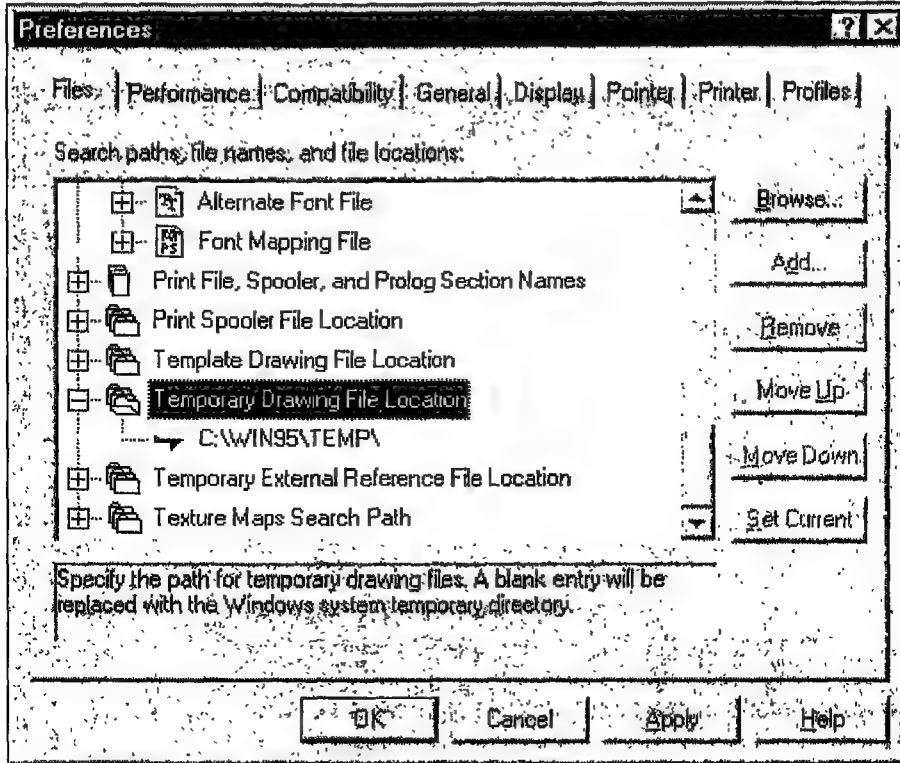 Preferences
Files Performance Compatibility General Display Pointer Printer Profiles
Search paths, file names, and file locations:
Alternate Font File
Font Mapping File
Print File, Spooler, and Prolog Section Names
Print Spooler File Location
Template Drawing File Location
Temporary Drawing File Location
C:\WIN95\TEMP\
Temporary External Reference File Location
Texture Maps Search Path
Browse...
Add...
Remove
Move Up
Move Down
Set Current
Specify the path for temporary drawing files. A blank entry will be
replaced with the Windows system temporary directory.
OK Cancel Apply Help